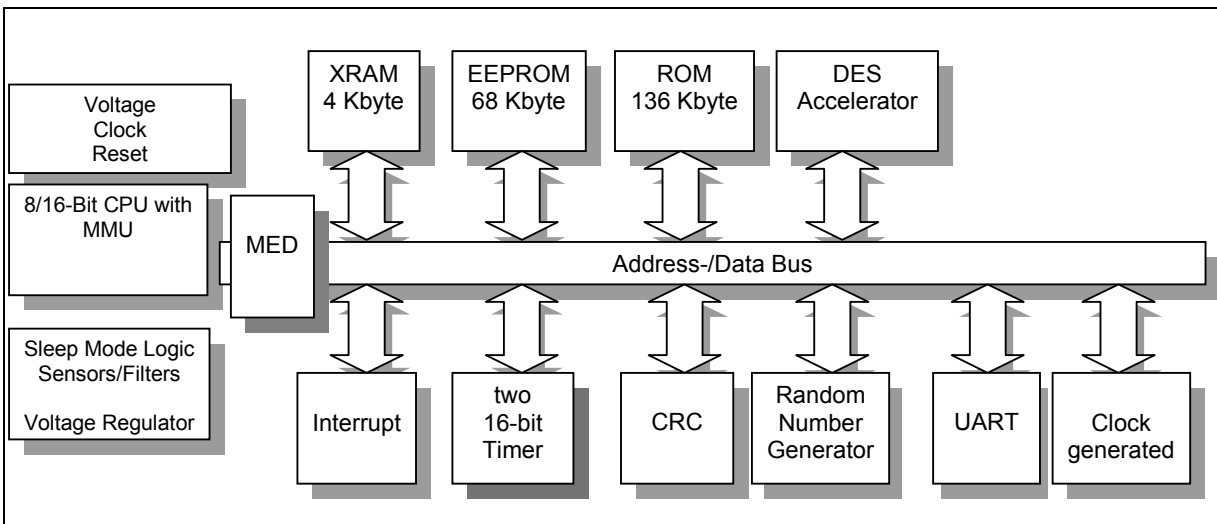 XRAM
4 Kbyte
EEPROM
68 Kbyte
ROM
136 Kbyte
DES
Accelerator
Voltage
Clock
Reset
8/16-Bit CPU with
MMU
MED
Address-/Data Bus
Sleep Mode Logic
Sensors/Filters
Voltage Regulator
Interrupt
two
16-bit
Timer
CRC
Random
Number
Generator
UART
Clock
generated